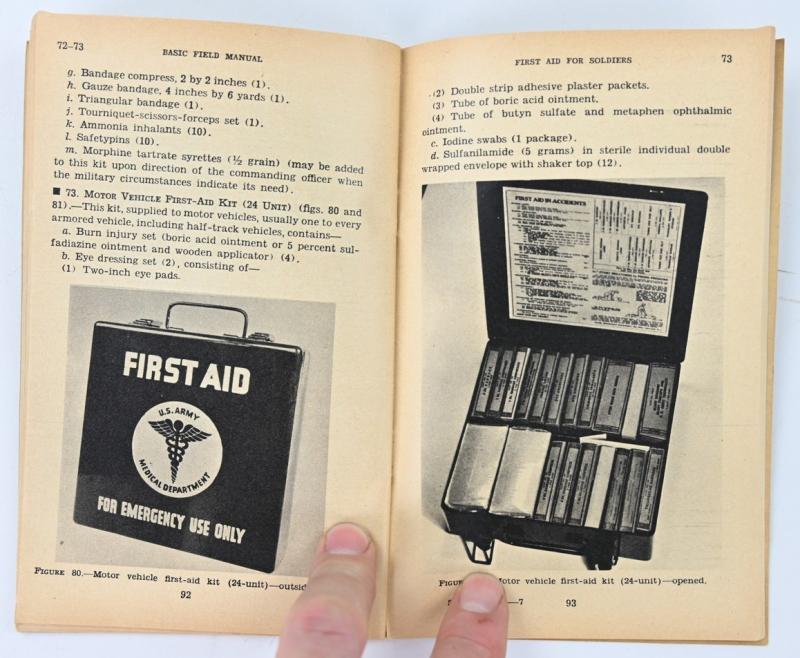 72–73
BASIC FIELD MANUAL
g. Bandage compress, 2 by 2 inches (1).
h. Gauze bandage, 4 inches by 6 yards (1).
i. Triangular bandage (1).
j. Tourniquet-scissors-forceps set (1).
k. Ammonia inhalants (10).
l. Safetypins (10).
m. Morphine tartrate syrettes (½ grain) (may be added
to this kit upon direction of the commanding officer when
the military circumstances indicate its need).
■ 73. MOTOR VEHICLE FIRST-AID KIT (24 UNIT) (figs. 80 and
81).—This kit, supplied to motor vehicles, usually one to every
armored vehicle, including half-track vehicles, contains—
a. Burn injury set (boric acid ointment or 5 percent sul-
fadiazine ointment and wooden applicator) (4).
b. Eye dressing set (2), consisting of—
(1) Two-inch eye pads.
FIRST AID
U.S. ARMY
MEDICAL DEPARTMENT
FOR EMERGENCY USE ONLY
FIGURE 80.—Motor vehicle first-aid kit (24-unit)—outsid
92
FIRST AID FOR SOLDIERS
73
(2) Double strip adhesive plaster packets.
(3) Tube of boric acid ointment.
(4) Tube of butyn sulfate and metaphen ophthalmic
ointment.
c. Iodine swabs (1 package).
d. Sulfanilamide (5 grams) in sterile individual double
wrapped envelope with shaker top (12).
FIRST AID IN ACCIDENTS
otor vehicle first-aid kit (24-unit)—opened.
—7
93